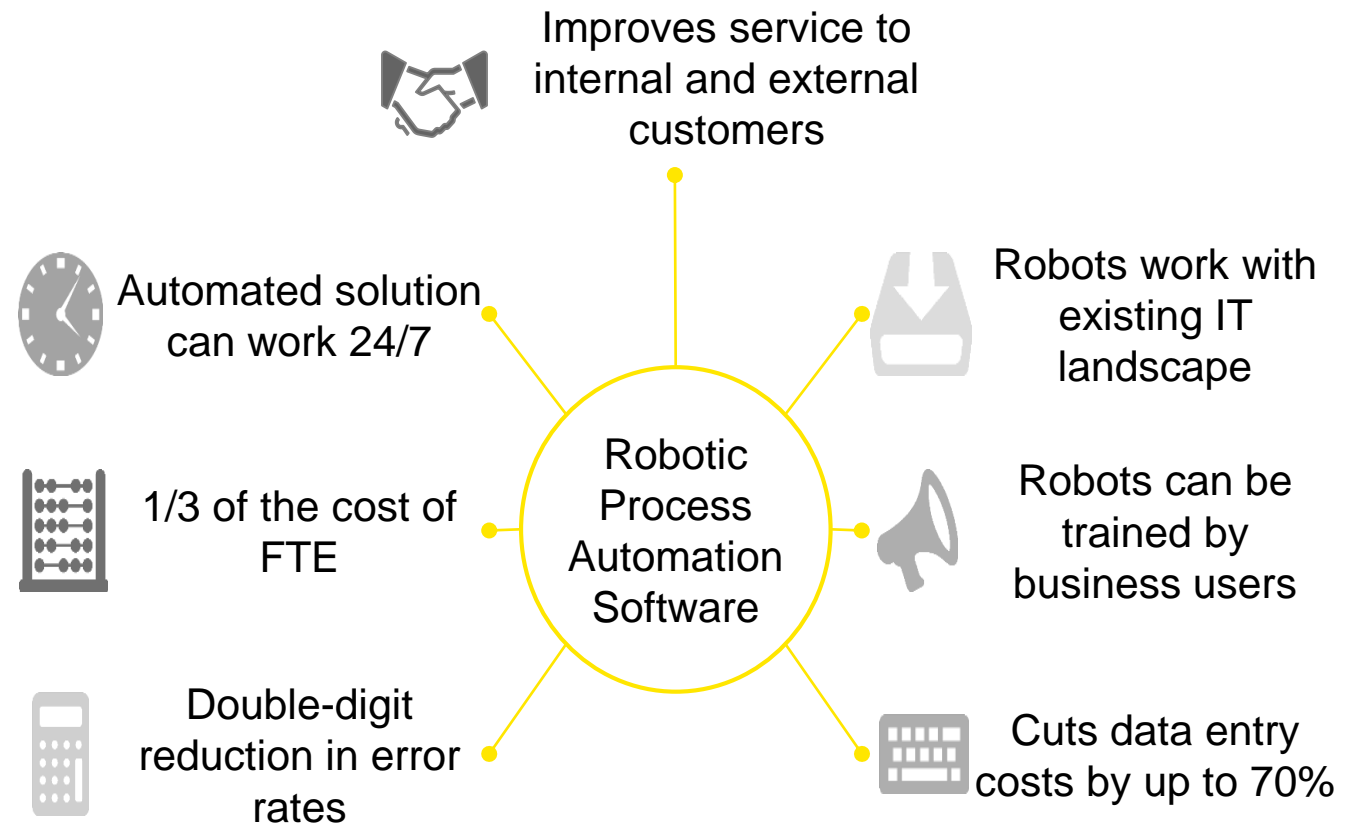 Improves service to
internal and external
customers
Automated solution
can work 24/7
Robots work with
existing IT
landscape
1/3 of the cost of
FTE
Robotic
Process
Automation
Software
Robots can be
trained by
business users
Double-digit
reduction in error
rates
Cuts data entry
costs by up to 70%